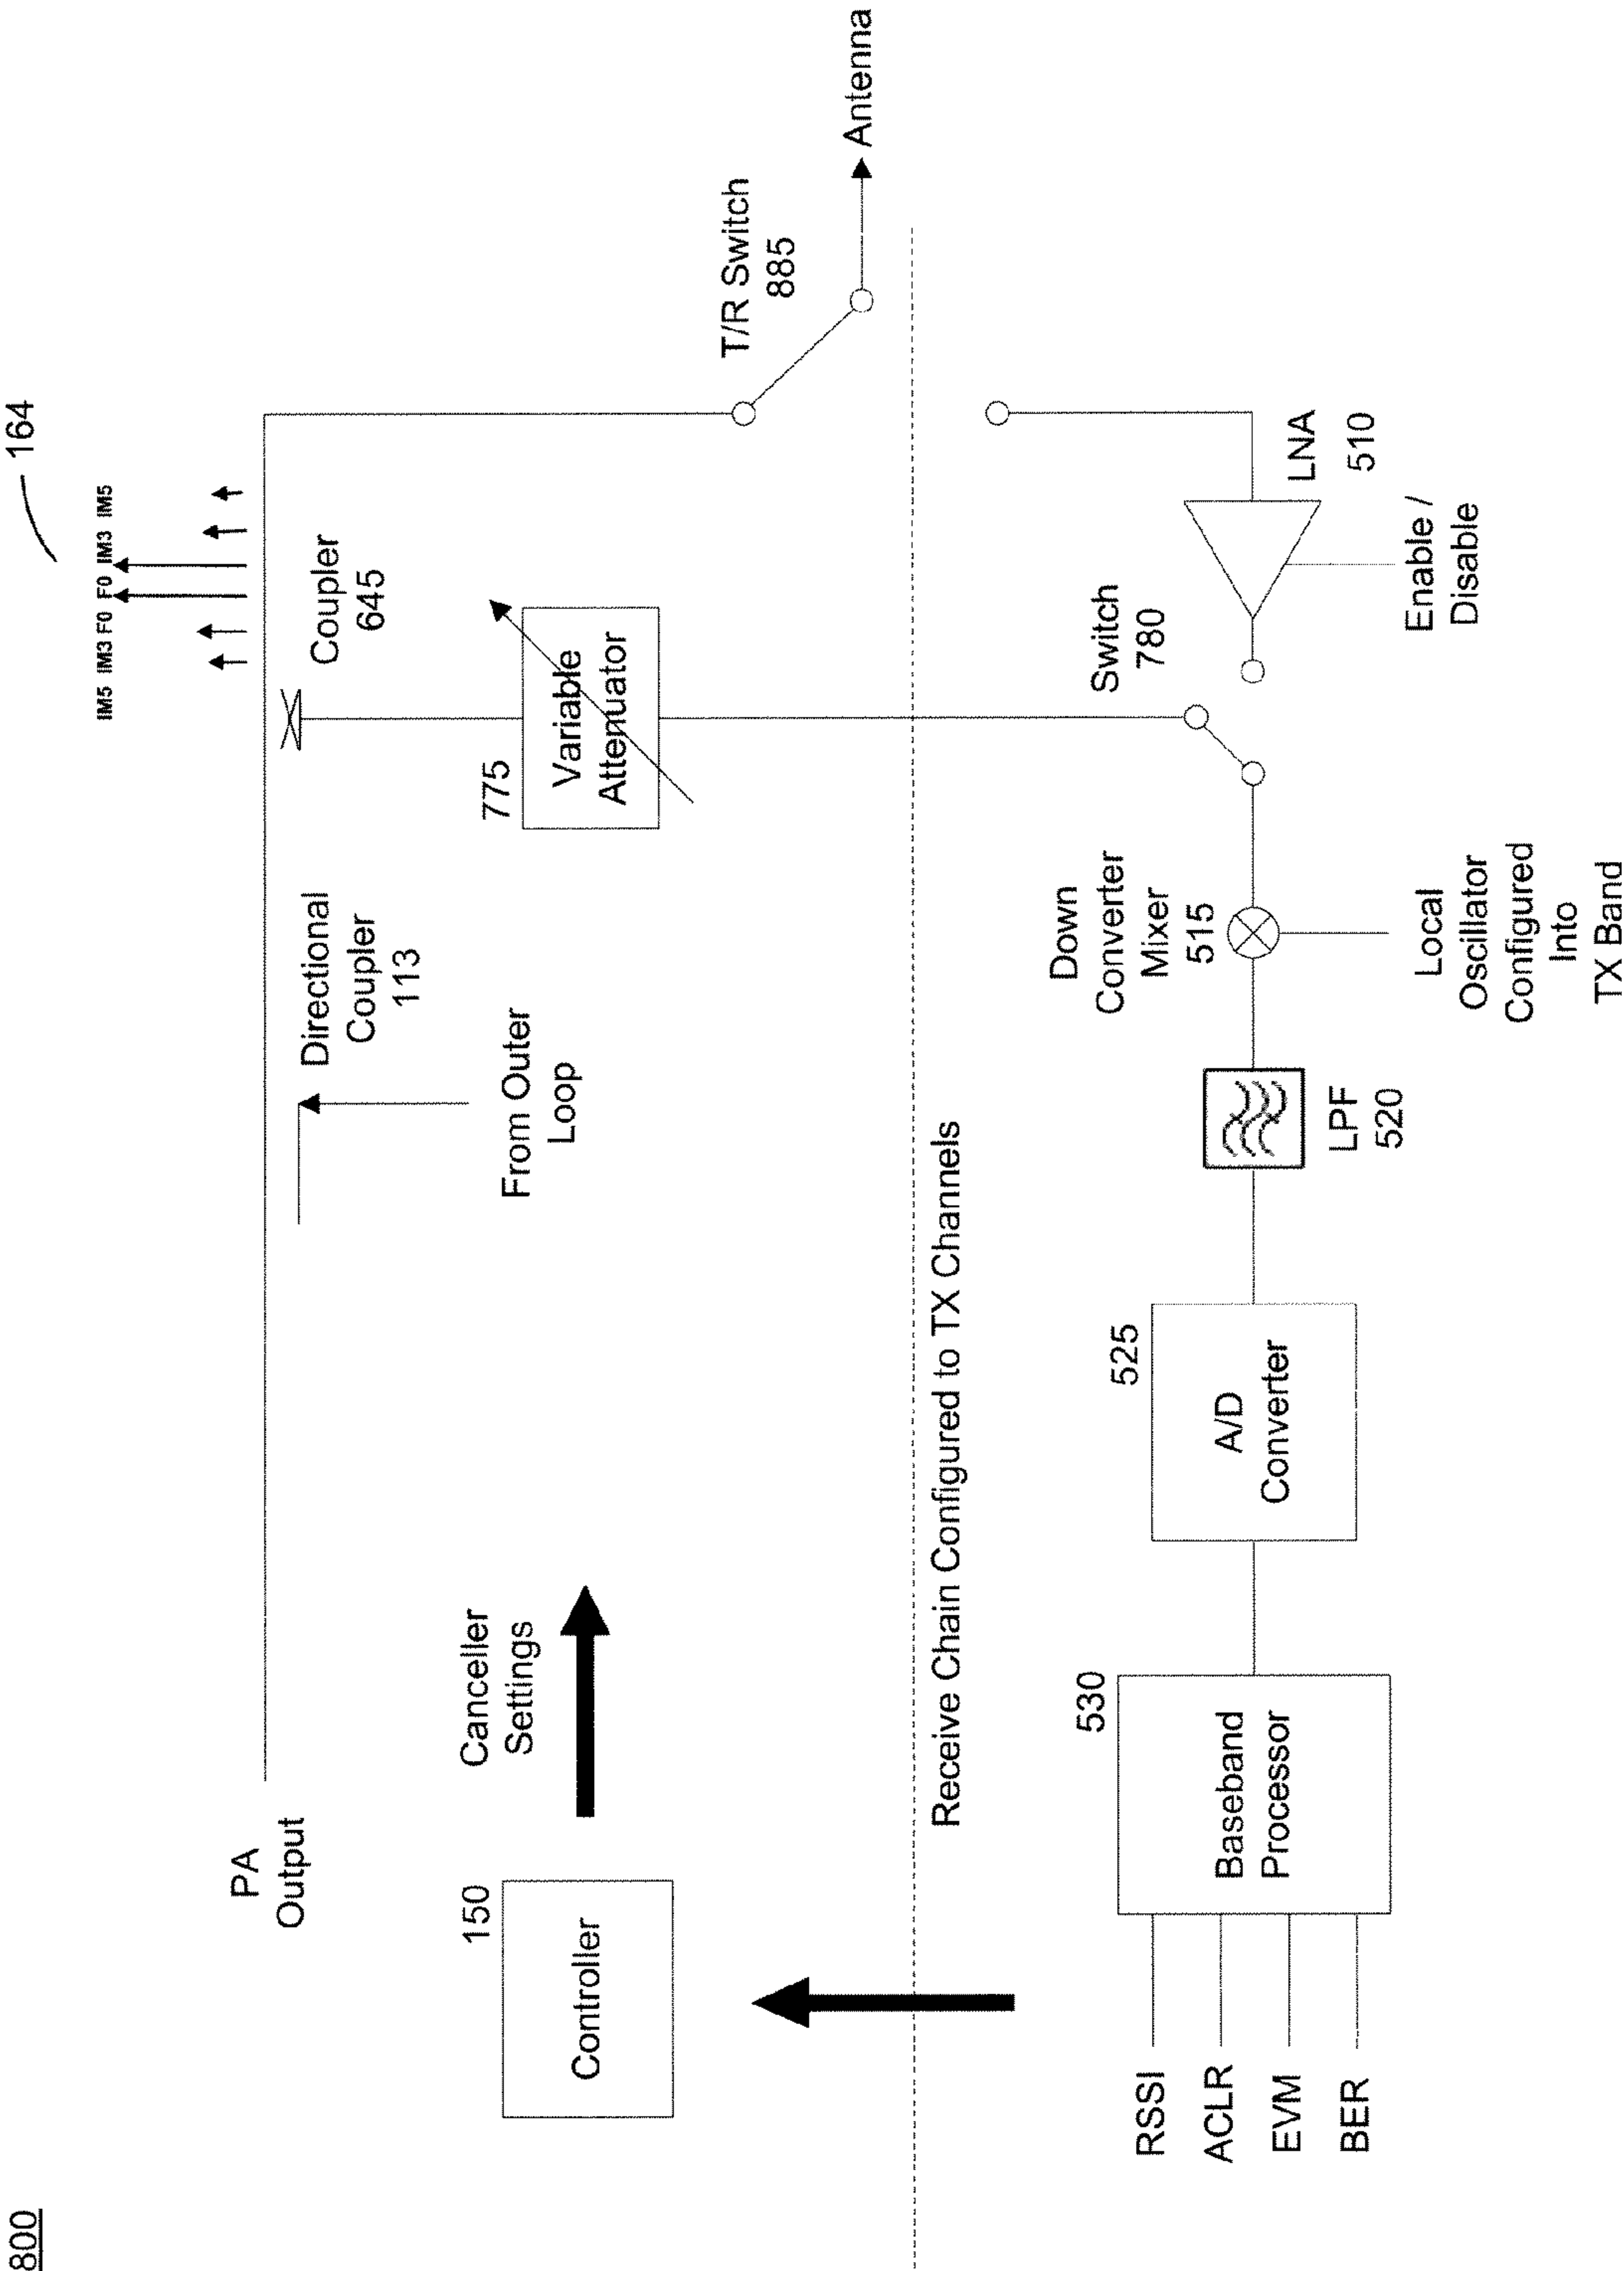 800
164
IM5 IM3 F0 F0 IM3 IM5
PA
Output
Directional
Coupler
113
Coupler
645
From Outer
Loop
775
Variable
Attenuator
T/R Switch
885
Antenna
150
Controller
Canceller
Settings
Receive Chain Configured to TX Channels
RSSI
ACLR
EVM
BER
530
Baseband
Processor
525
A/D
Converter
LPF
520
Down
Converter
Mixer
515
Local
Oscillator
Configured
Into
TX Band
Switch
780
LNA
510
Enable /
Disable